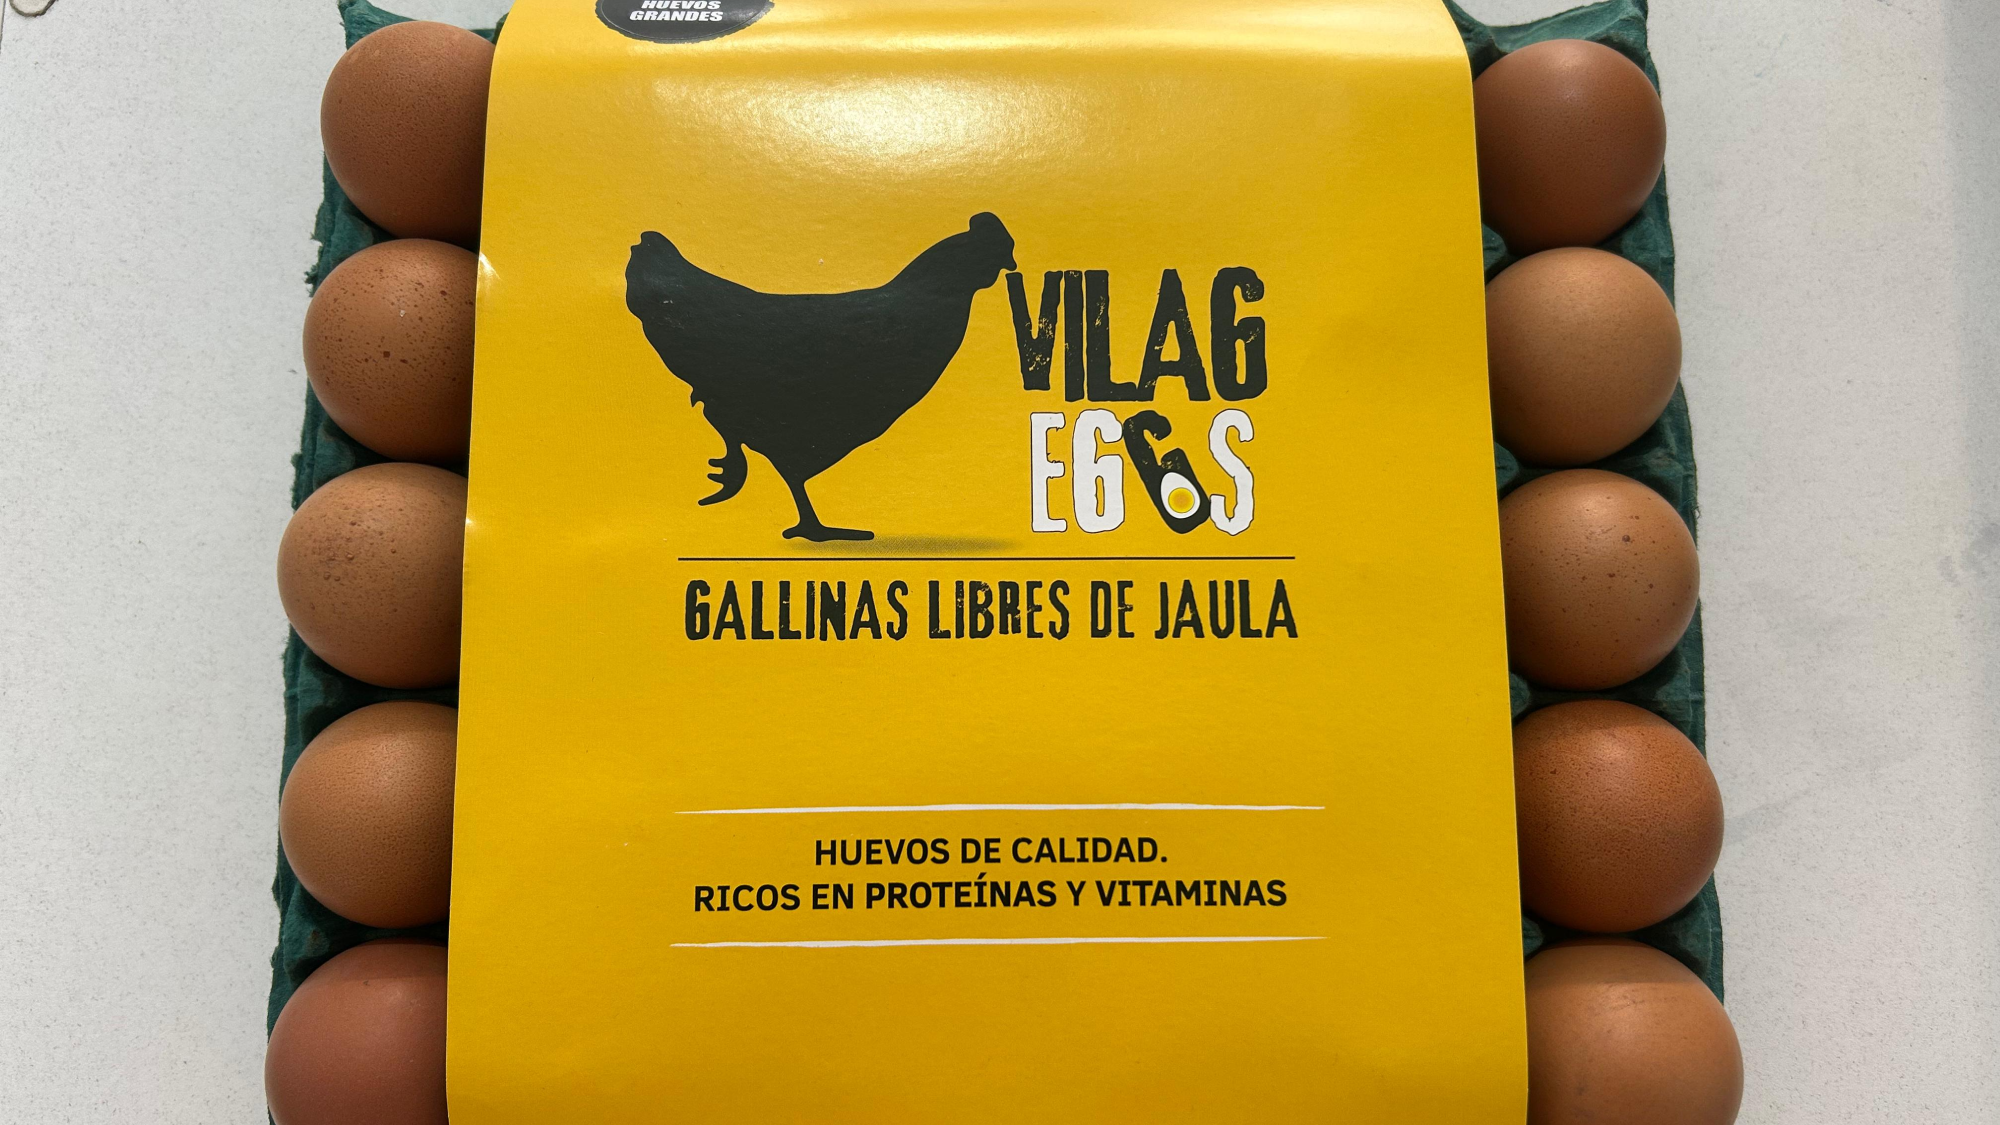 HUEVOS
GRANDES
VILAG
EGGS
GALLINAS LIBRES DE JAULA
HUEVOS DE CALIDAD.
RICOS EN PROTEÍNAS Y VITAMINAS